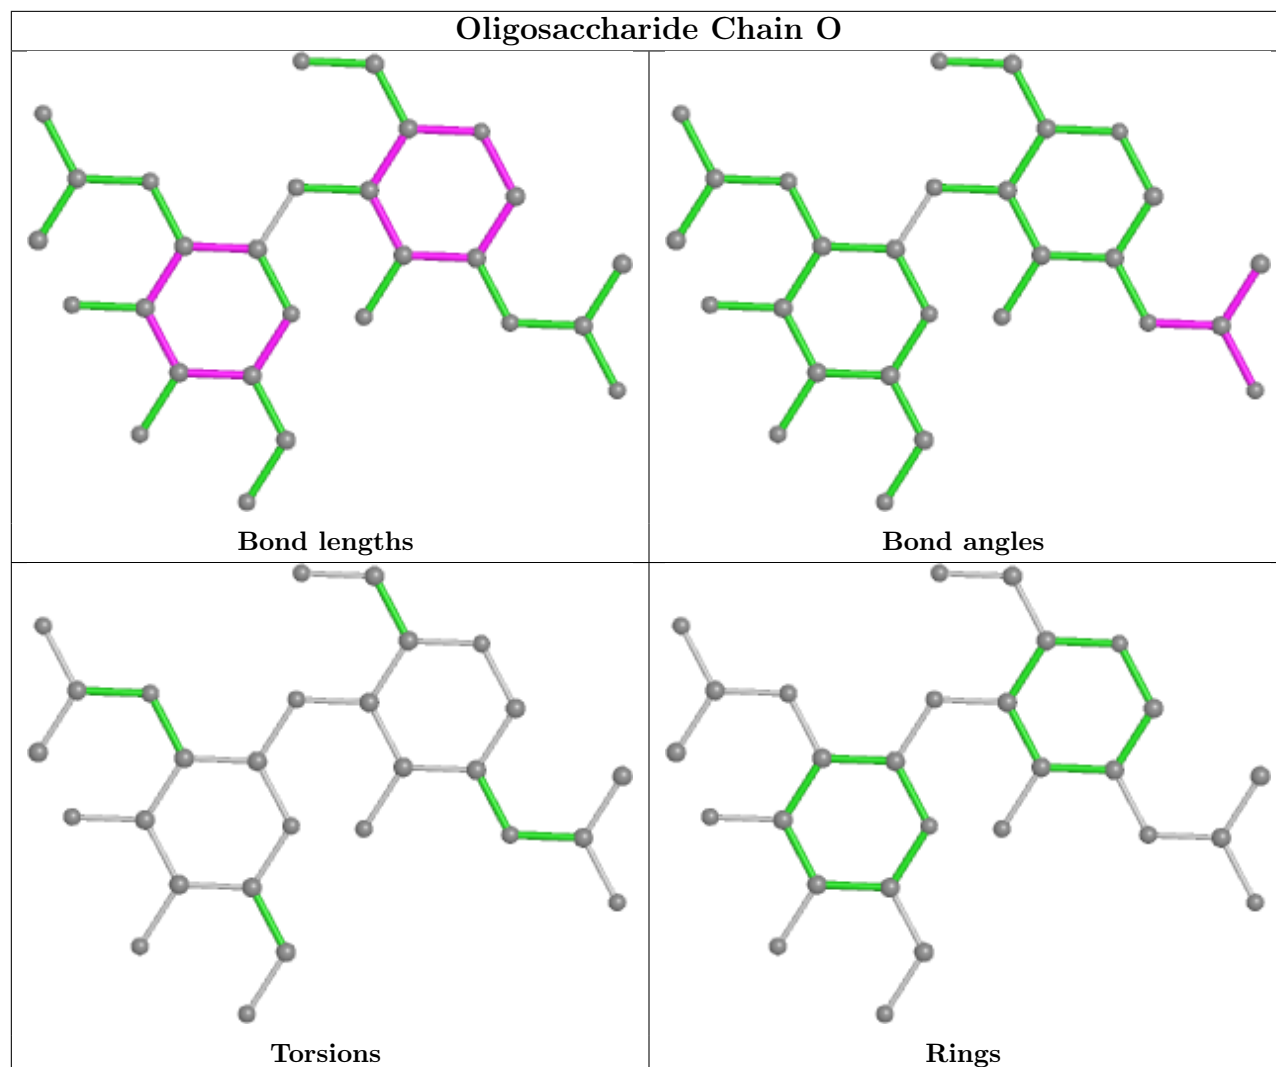 Oligosaccharide Chain O
Bond lengths
Bond angles
Torsions
Rings